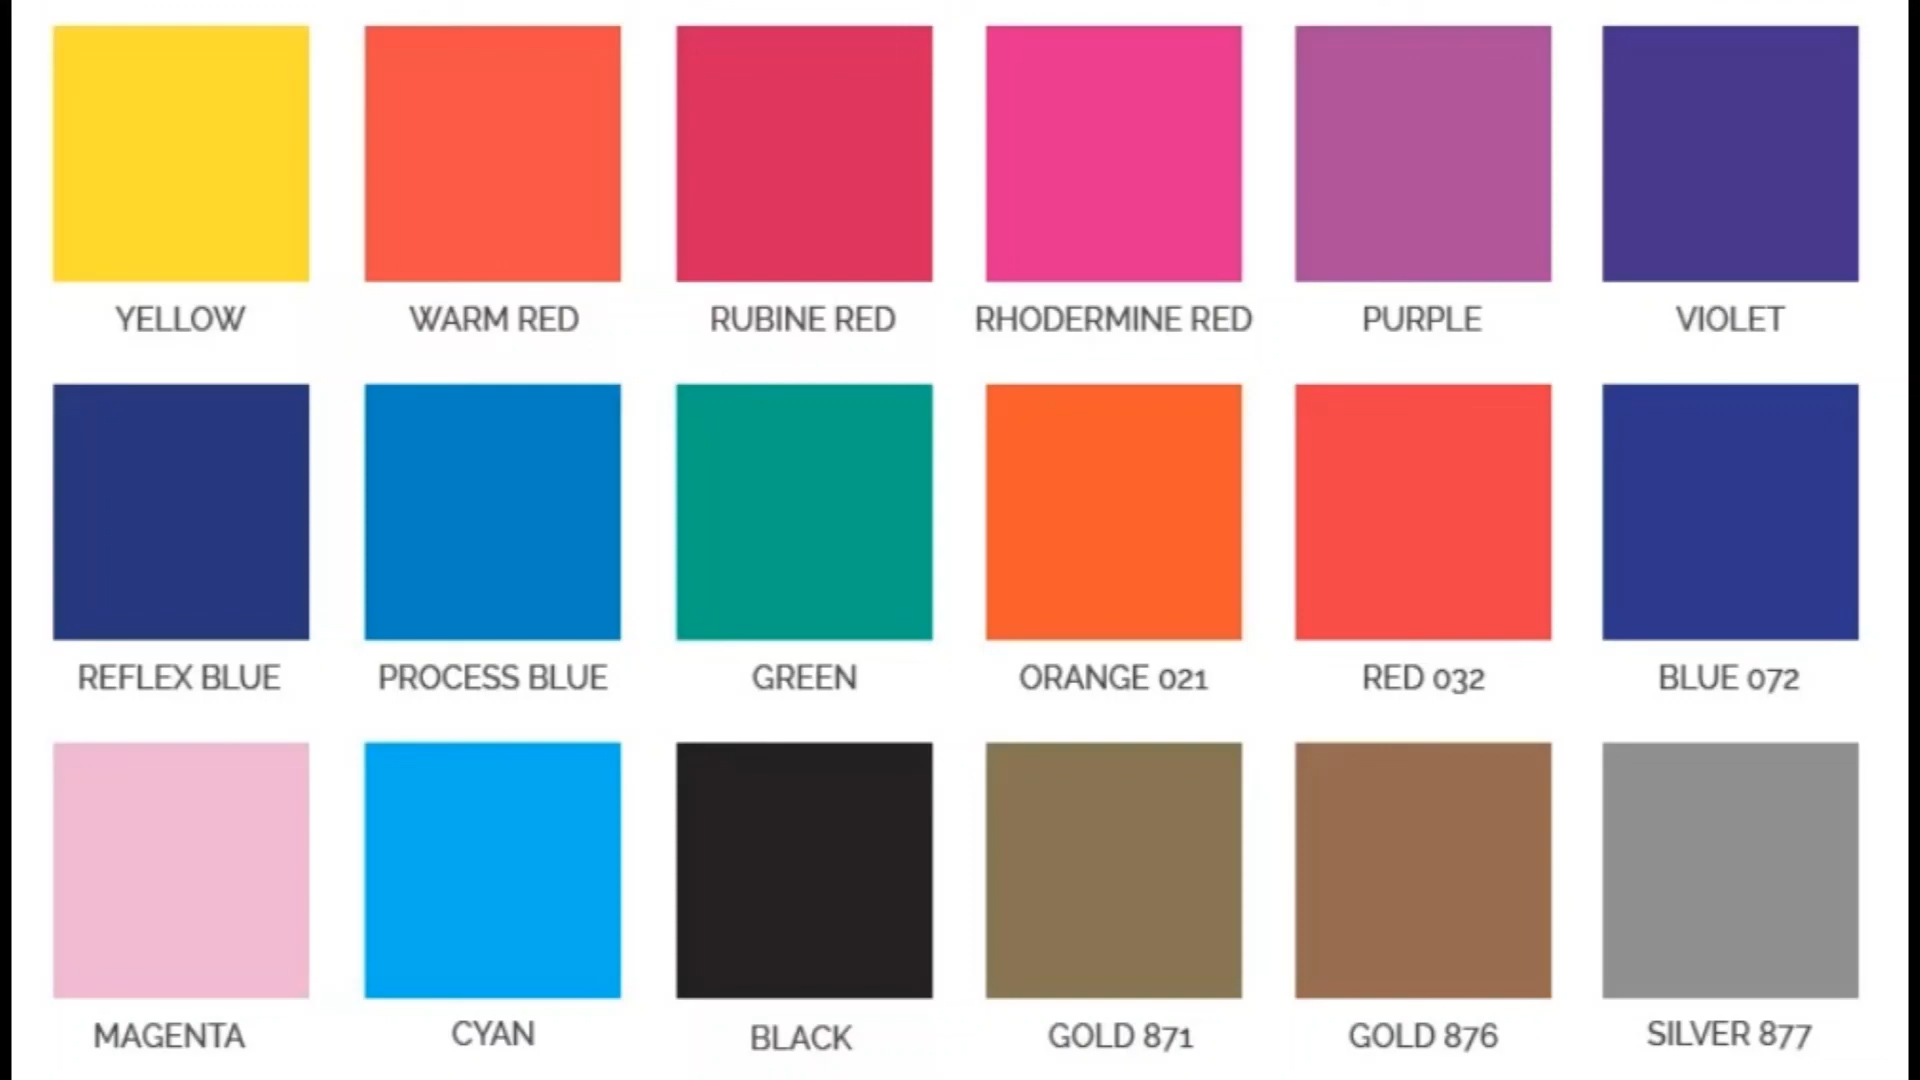 YELLOW
WARM RED
RUBINE RED
RHODERMINE RED
PURPLE
VIOLET
REFLEX BLUE
PROCESS BLUE
GREEN
ORANGE 021
RED 032
BLUE 072
MAGENTA
CYAN
BLACK
GOLD 871
GOLD 876
SILVER 877